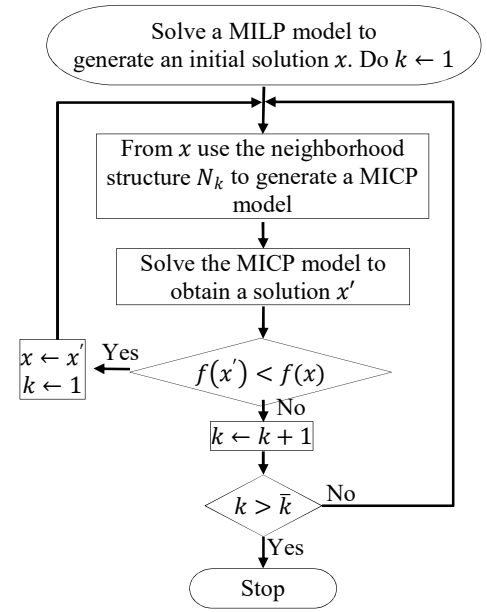 Solve a MILP model to
generate an initial solution x. Do k ← 1
From x use the neighborhood
structure Nₖ to generate a MICP
model
Solve the MICP model to
obtain a solution x′
f(x′) < f(x)
Yes
x ← x′
k ← 1
No
k ← k + 1
k > k̄
No
Yes
Stop